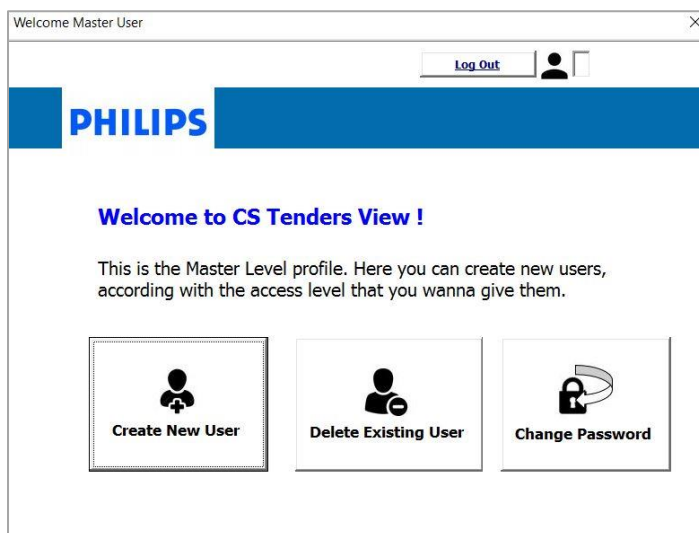 Welcome Master User
Log Out
PHILIPS
Welcome to CS Tenders View !
This is the Master Level profile. Here you can create new users,
according with the access level that you wanna give them.
Create New User
Delete Existing User
Change Password